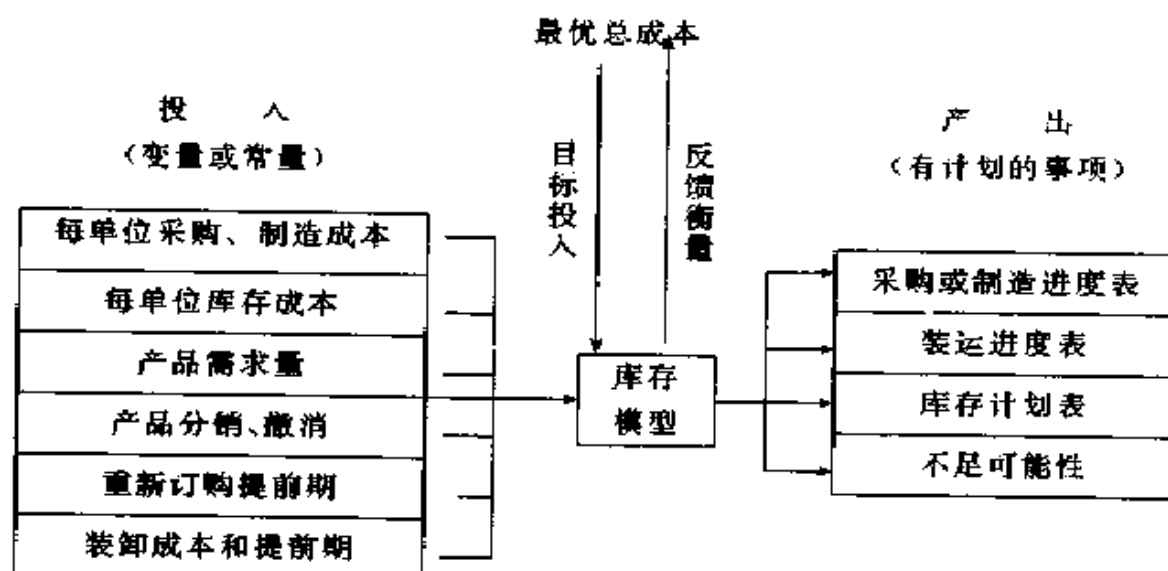 最优总成本
投 入
（变量或常量）
每单位采购、制造成本
每单位库存成本
产品需求量
产品分销、撤消
重新订购提前期
装卸成本和提前期
目标投入
反馈衡量
库存
模型
产 出
（有计划的事项）
采购或制造进度表
装运进度表
库存计划表
不足可能性